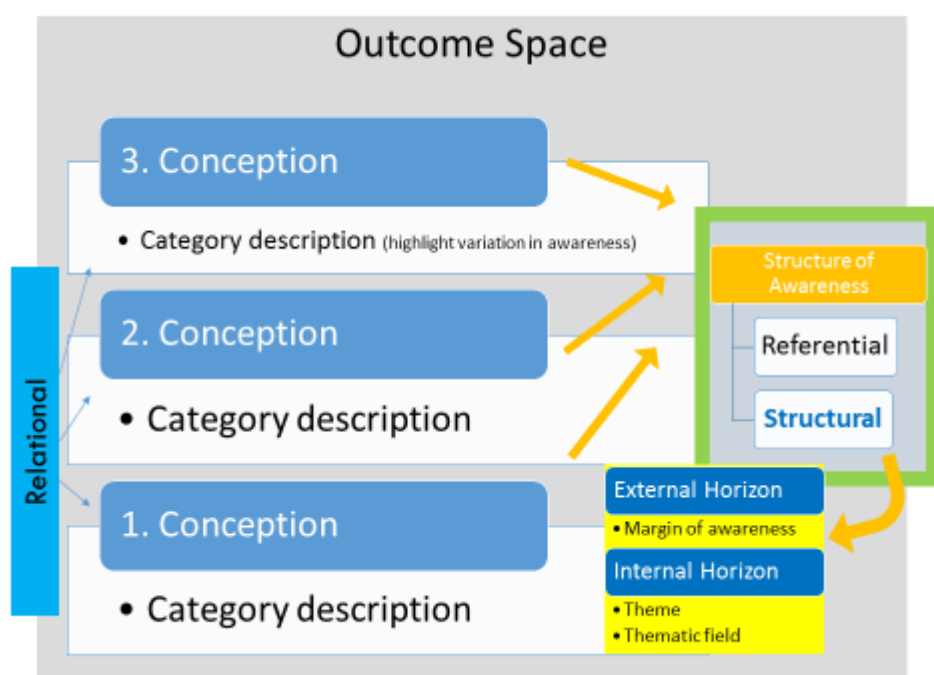 Outcome Space
3. Conception
• Category description (highlight variation in awareness)
2. Conception
• Category description
1. Conception
• Category description
Relational
Structure of
Awareness
Referential
Structural
External Horizon
• Margin of awareness
Internal Horizon
• Theme
• Thematic field